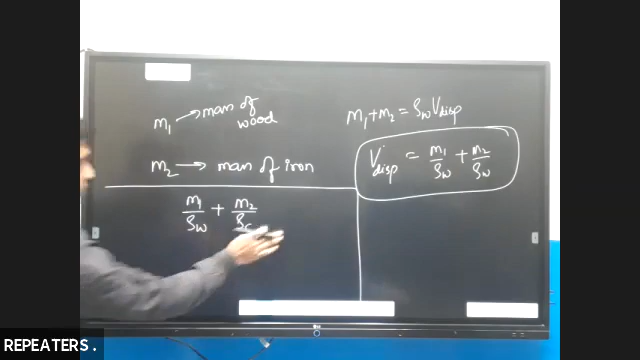 m₁ → mass of wood
m₂ → mass of iron
m₁/ρw + m₂/ρc
m₁+m₂ = ρw Vdisp
Vdisp = m₁/ρw + m₂/ρw
REPEATERS .